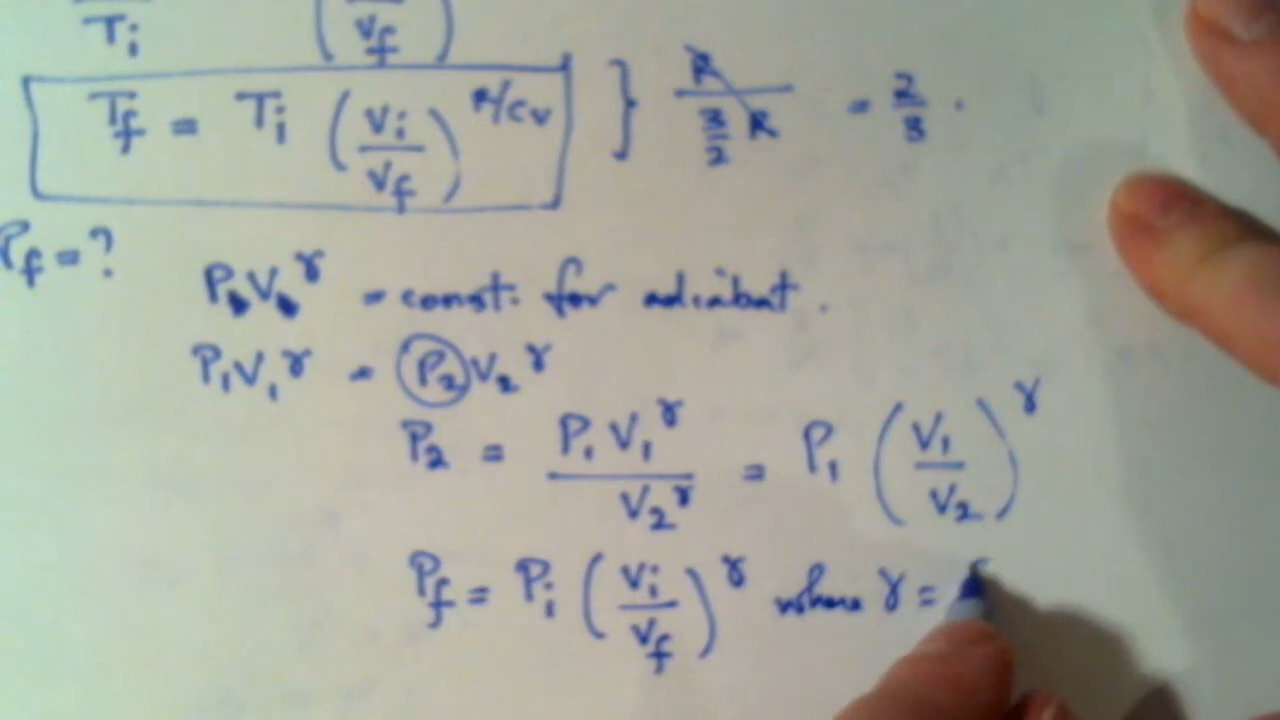 Ti (vf)
Tf = Ti (Vi/Vf)^R/Cv } R/(3/2 R) = 2/3 .
Pf = ?
PV^γ = const. for adiabat .
P₁V₁^γ = P₂V₂^γ
P₂ = P₁V₁^γ/V₂^γ = P₁ (V₁/V₂)^γ
Pf = Pi (Vi/Vf)^γ where γ =